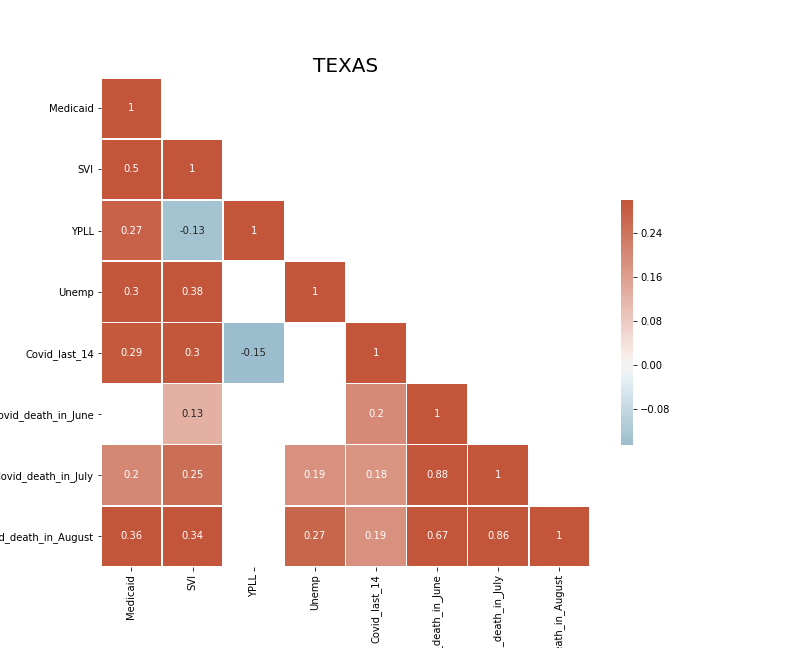 TEXAS
Medicaid 1
SVI 0.5 1
YPLL 0.27 -0.13 1
Unemp 0.3 0.38 1
Covid_last_14 0.29 0.3 -0.15 1
ovid_death_in_June 0.13 0.2 1
Covid_death_in_July 0.2 0.25 0.19 0.18 0.88 1
d_death_in_August 0.36 0.34 0.27 0.19 0.67 0.86 1
Medicaid
SVI
YPLL
Unemp
Covid_last_14
_death_in_June
_death_in_July
eath_in_August
0.24
0.16
0.08
0.00
−0.08